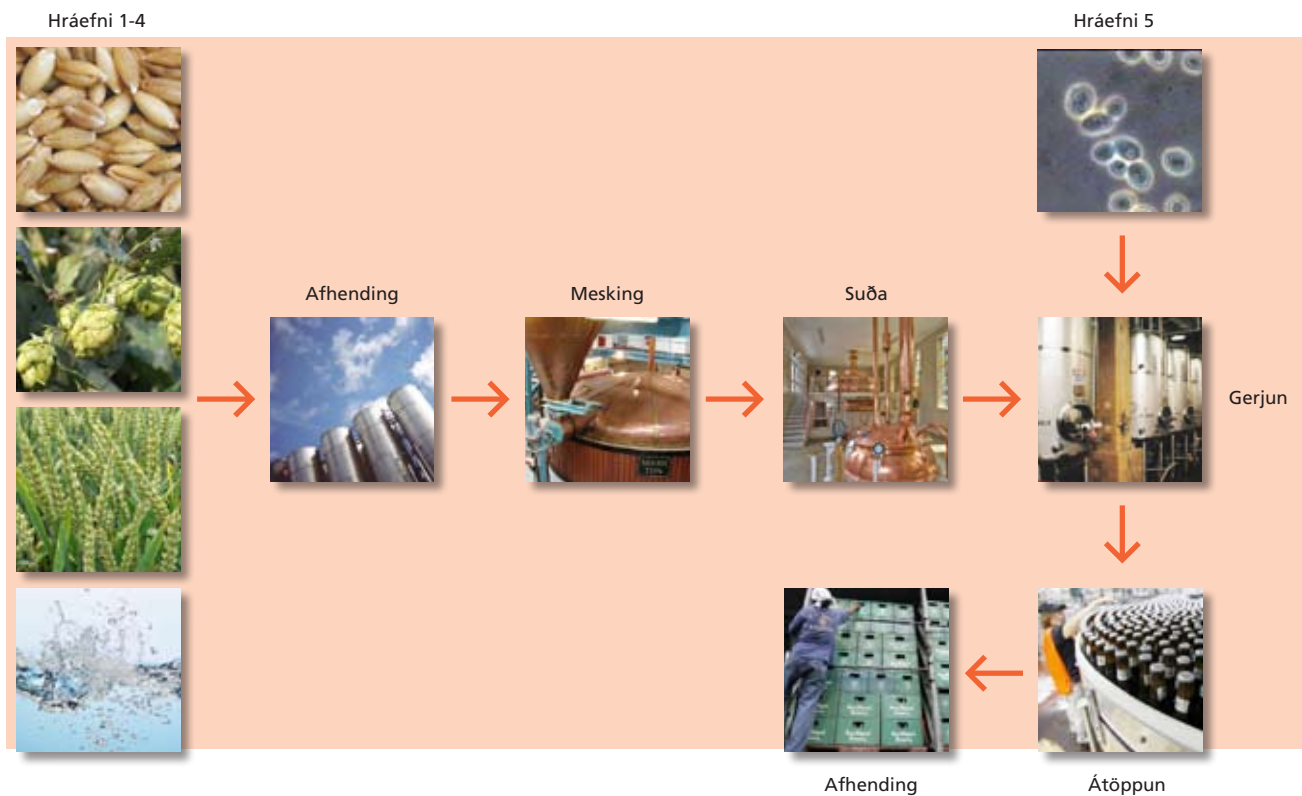 Hráefni 1-4
Hráefni 5
Afhending
Mesking
Suða
Gerjun
Afhending
Átöppun